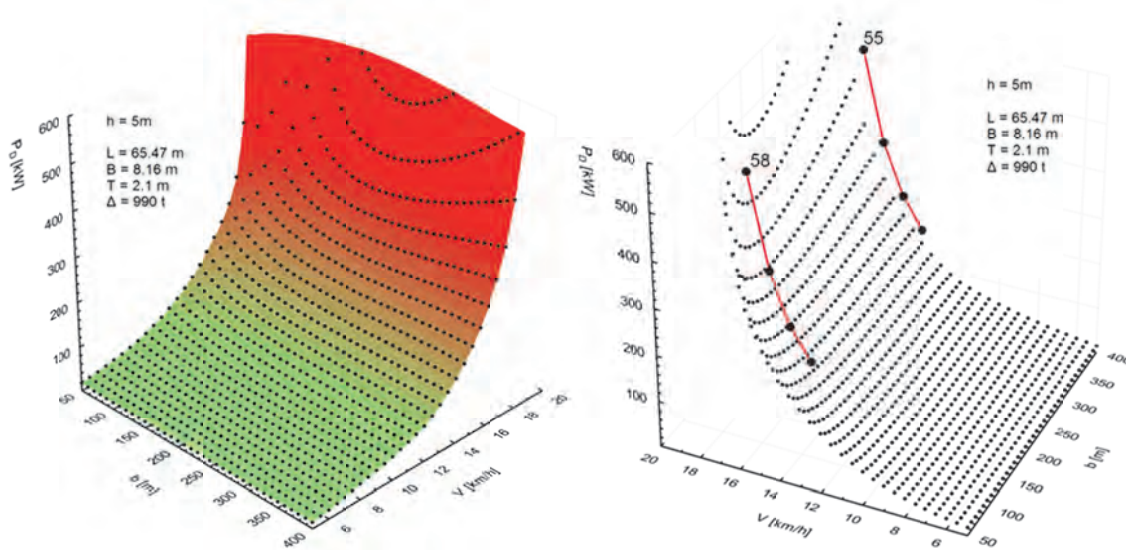 h = 5m
L = 65.47 m
B = 8.16 m
T = 2.1 m
Δ = 990 t
P_D [kW]
600
500
400
300
200
100
50
100
150
200
250
300
350
400
b [m]
6
8
10
12
14
16
18
20
V [km/h]
55
58
h = 5m
L = 65.47 m
B = 8.16 m
T = 2.1 m
Δ = 990 t
P_D [kW]
600
500
400
300
200
100
20
18
16
14
12
10
8
6
V [km/h]
400
350
300
250
200
150
100
50
b [m]